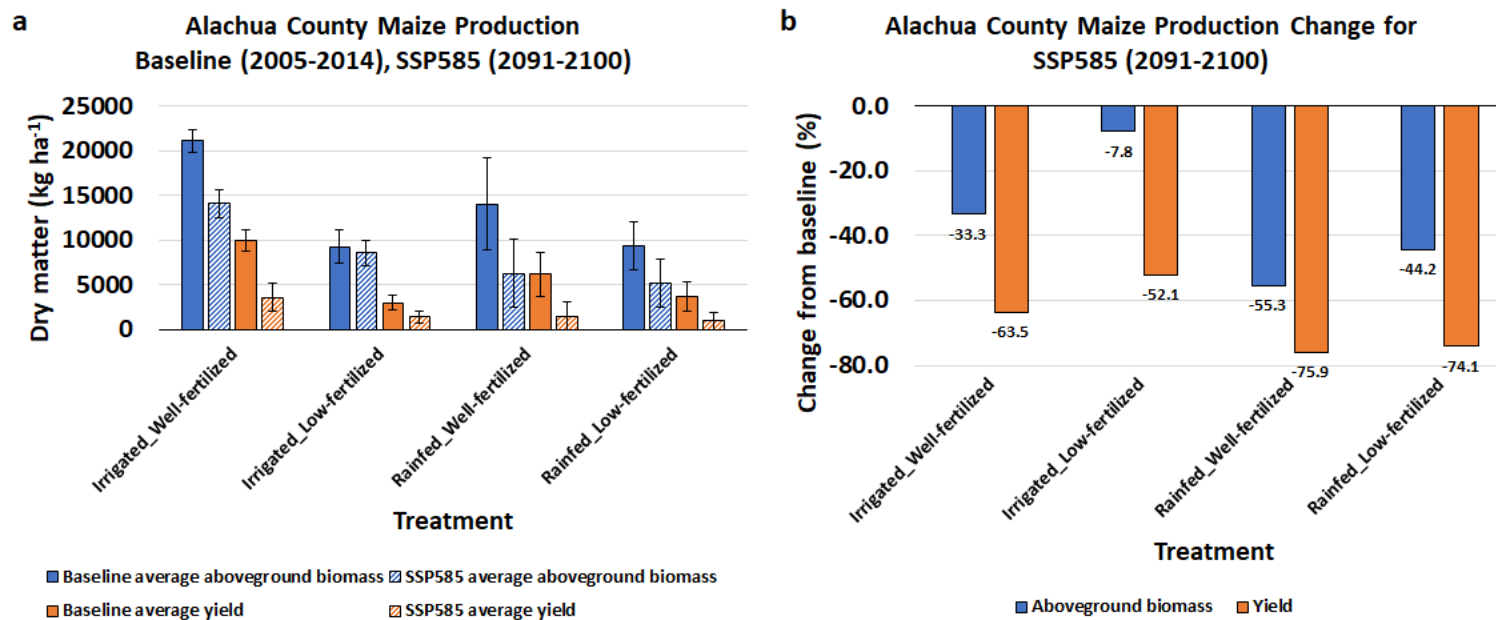 a
Alachua County Maize Production
Baseline (2005-2014), SSP585 (2091-2100)
Dry matter (kg ha⁻¹)
25000
20000
15000
10000
5000
0
Irrigated_Well-fertilized
Irrigated_Low-fertilized
Rainfed_Well-fertilized
Rainfed_Low-fertilized
Treatment
Baseline average aboveground biomass
SSP585 average aboveground biomass
Baseline average yield
SSP585 average yield
b
Alachua County Maize Production Change for
SSP585 (2091-2100)
Change from baseline (%)
0.0
-20.0
-40.0
-60.0
-80.0
-33.3
-63.5
-7.8
-52.1
-55.3
-75.9
-44.2
-74.1
Irrigated_Well-fertilized
Irrigated_Low-fertilized
Rainfed_Well-fertilized
Rainfed_Low-fertilized
Treatment
Aboveground biomass
Yield